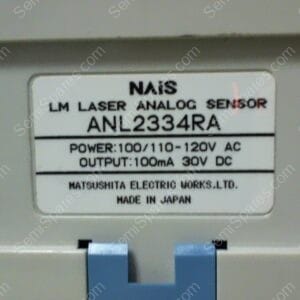 NAiS
LM LASER ANALOG SENSOR
ANL2334RA
POWER:100/110-120V AC
OUTPUT:100mA 30V DC
MATSUSHITA ELECTRIC WORKS.LTD.
MADE IN JAPAN